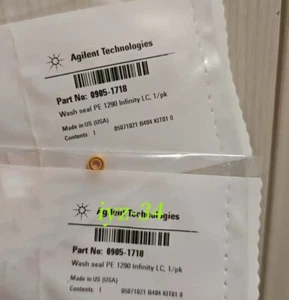 Agilent Technologies
Part No: 0905-1718
Wash seal PE 1290 Infinity LC, 1/pk
Made in US (USA)
Contents: 1
Agilent Technologies
Part No: 0905-1718
Wash seal PE 1290 Infinity LC, 1/pk
Made in US (USA)
Contents: 1